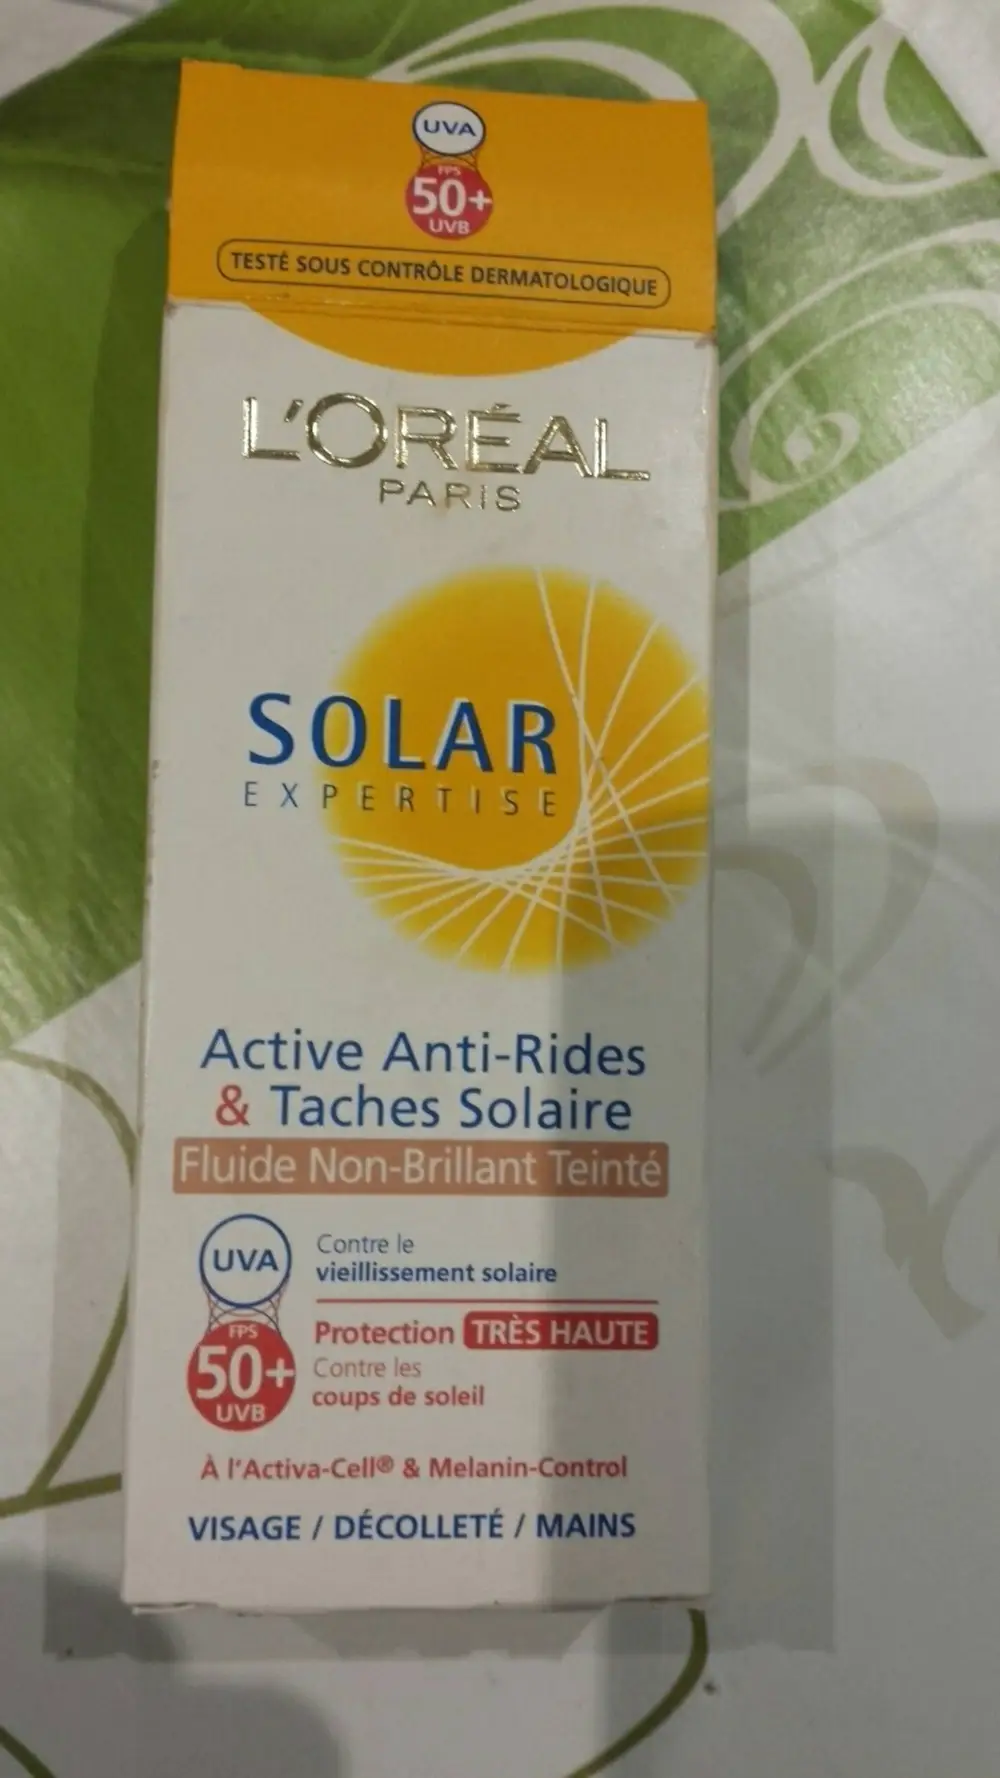 UVA
FPS
50+
UVB
TESTÉ SOUS CONTRÔLE DERMATOLOGIQUE
L'ORÉAL
PARIS
SOLAR
EXPERTISE
Active Anti-Rides
& Taches Solaire
Fluide Non-Brillant Teinté
UVA
Contre le
vieillissement solaire
FPS
50+
UVB
Protection TRÈS HAUTE
Contre les
coups de soleil
À l'Activa-Cell® & Melanin-Control
VISAGE / DÉCOLLETÉ / MAINS